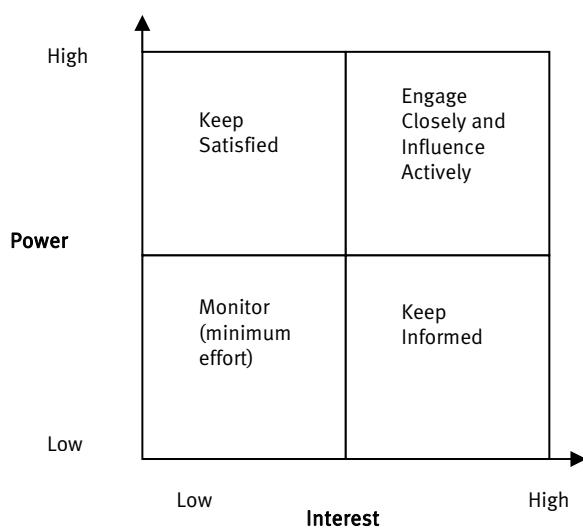 High
Keep
Satisfied
Engage
Closely and
Influence
Actively
Power
Monitor
(minimum
effort)
Keep
Informed
Low
Low
High
Interest